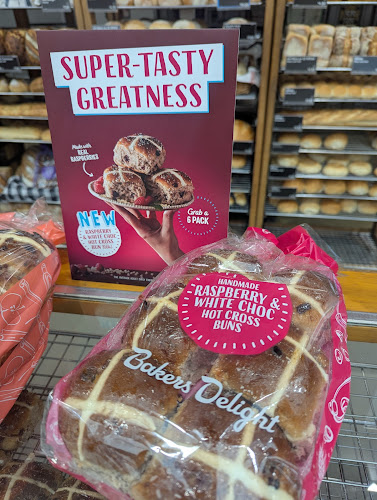 SUPER-TASTY
GREATNESS
Made with
REAL
RASPBERRIES
Grab a
6 PACK
NEW
RASPBERRY &
WHITE CHOC
HOT CROSS
BUN
HANDMADE
RASPBERRY &
WHITE CHOC
HOT CROSS
BUNS
Bakers Delight